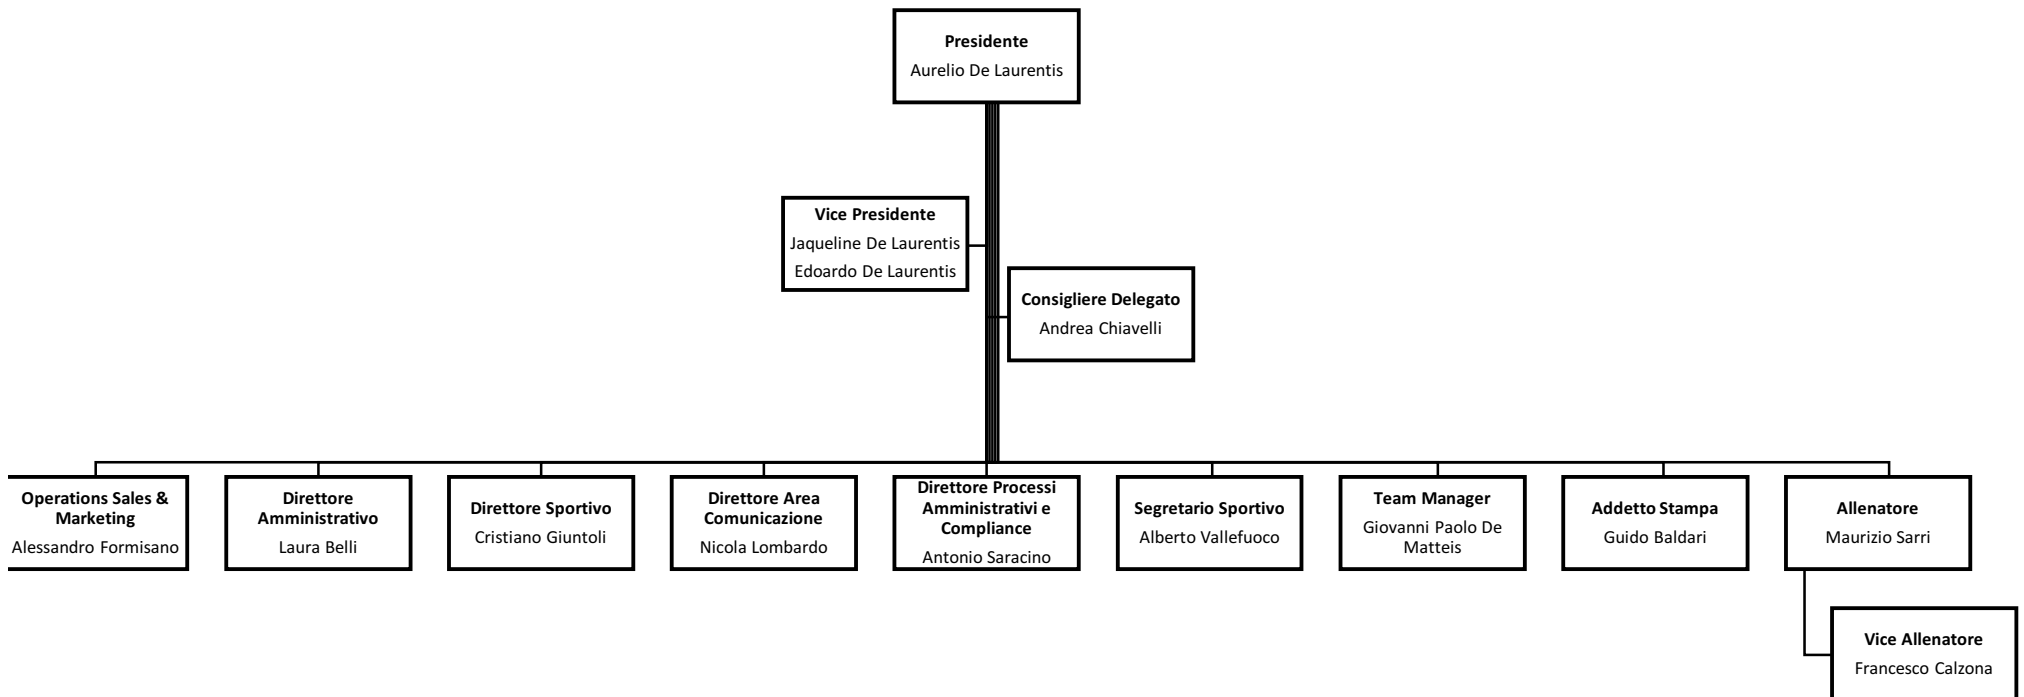 Presidente
Aurelio De Laurentis
Vice Presidente
Jaqueline De Laurentis
Edoardo De Laurentis
Consigliere Delegato
Andrea Chiavelli
Operations Sales &
Marketing
Alessandro Formisano
Direttore
Amministrativo
Laura Belli
Direttore Sportivo
Cristiano Giuntoli
Direttore Area
Comunicazione
Nicola Lombardo
Direttore Processi
Amministrativi e
Compliance
Antonio Saracino
Segretario Sportivo
Alberto Vallefuoco
Team Manager
Giovanni Paolo De
Matteis
Addetto Stampa
Guido Baldari
Allenatore
Maurizio Sarri
Vice Allenatore
Francesco Calzona